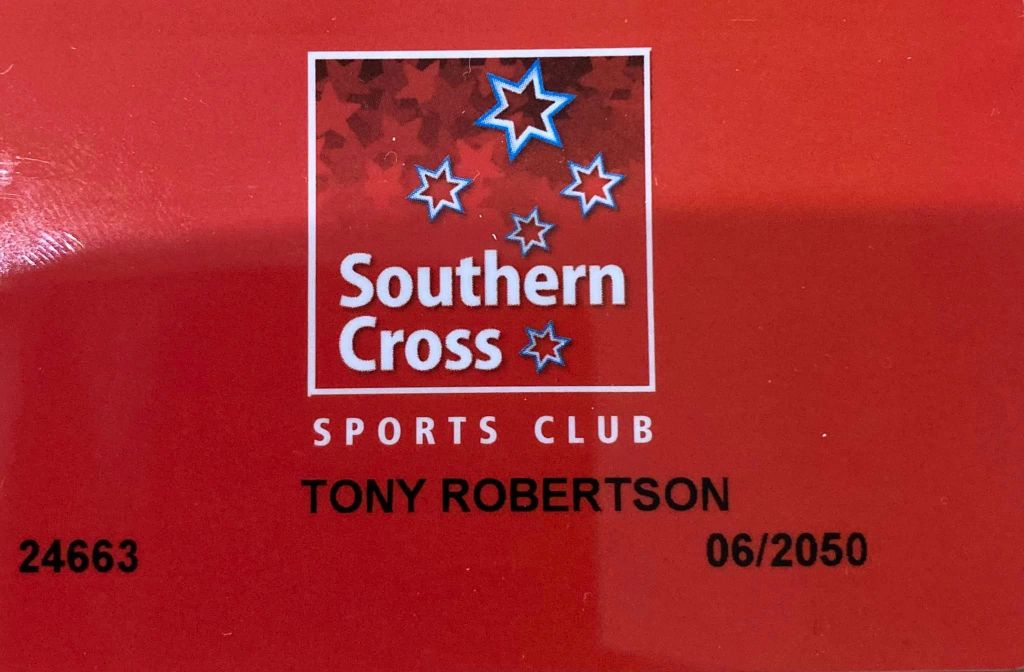 Southern
Cross
SPORTS CLUB
TONY ROBERTSON
24663
06/2050